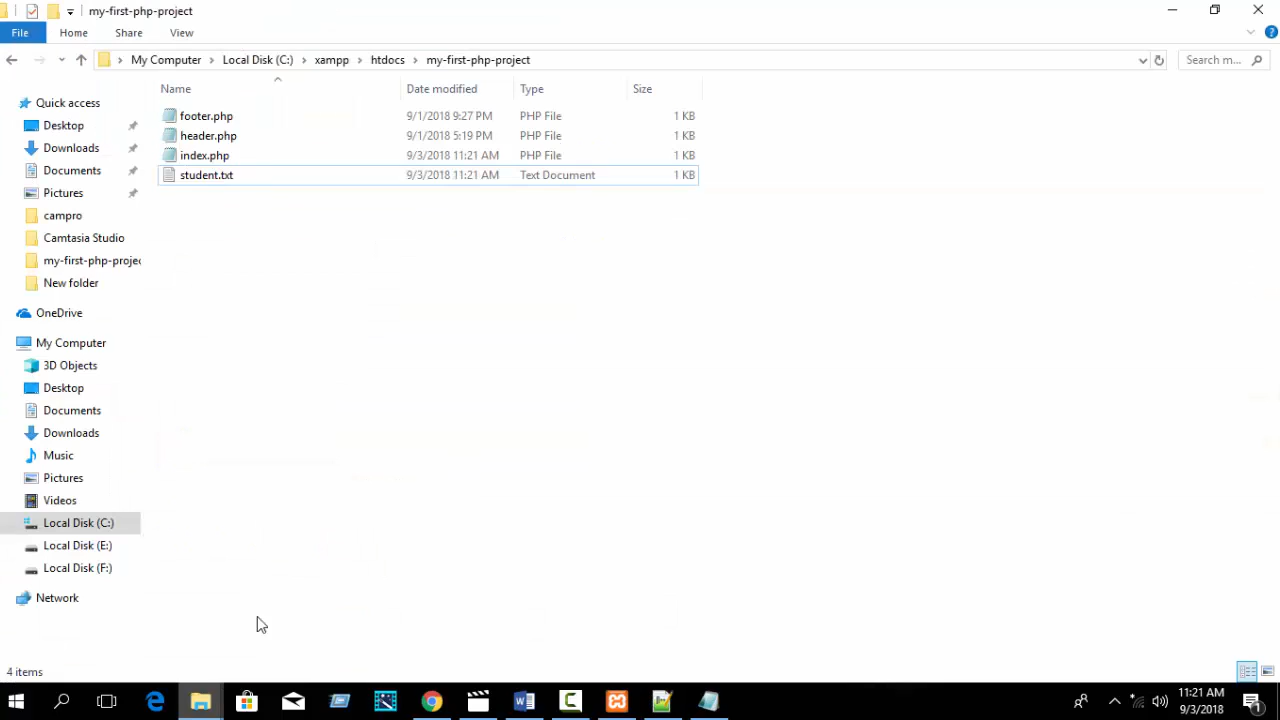 my-first-php-project
File Home Share View
My Computer Local Disk (C:) xampp htdocs my-first-php-project Search m...
Name Date modified Type Size
footer.php 9/1/2018 9:27 PM PHP File 1 KB
header.php 9/1/2018 5:19 PM PHP File 1 KB
index.php 9/3/2018 11:21 AM PHP File 1 KB
student.txt 9/3/2018 11:21 AM Text Document 1 KB
Quick access
Desktop
Downloads
Documents
Pictures
campro
Camtasia Studio
my-first-php-projec
New folder
OneDrive
My Computer
3D Objects
Desktop
Documents
Downloads
Music
Pictures
Videos
Local Disk (C:)
Local Disk (E:)
Local Disk (F:)
Network
4 items
11:21 AM
9/3/2018
1